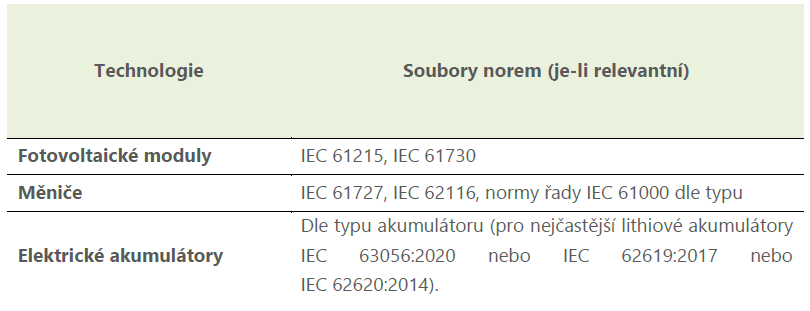 Technologie
Soubory norem (je-li relevantní)
Fotovoltaické moduly
IEC 61215, IEC 61730
Měniče
IEC 61727, IEC 62116, normy řady IEC 61000 dle typu
Elektrické akumulátory
Dle typu akumulátoru (pro nejčastější lithiové akumulátory
IEC 63056:2020 nebo IEC 62619:2017 nebo
IEC 62620:2014).